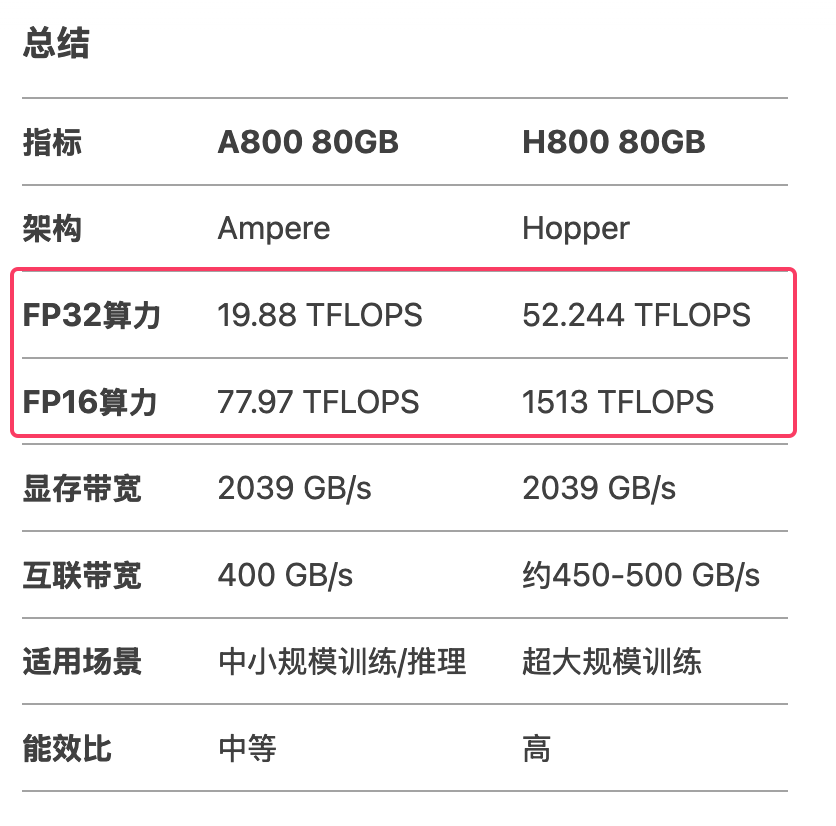 总结
指标 A800 80GB H800 80GB
架构 Ampere Hopper
FP32算力 19.88 TFLOPS 52.244 TFLOPS
FP16算力 77.97 TFLOPS 1513 TFLOPS
显存带宽 2039 GB/s 2039 GB/s
互联带宽 400 GB/s 约450-500 GB/s
适用场景 中小规模训练/推理 超大规模训练
能效比 中等 高